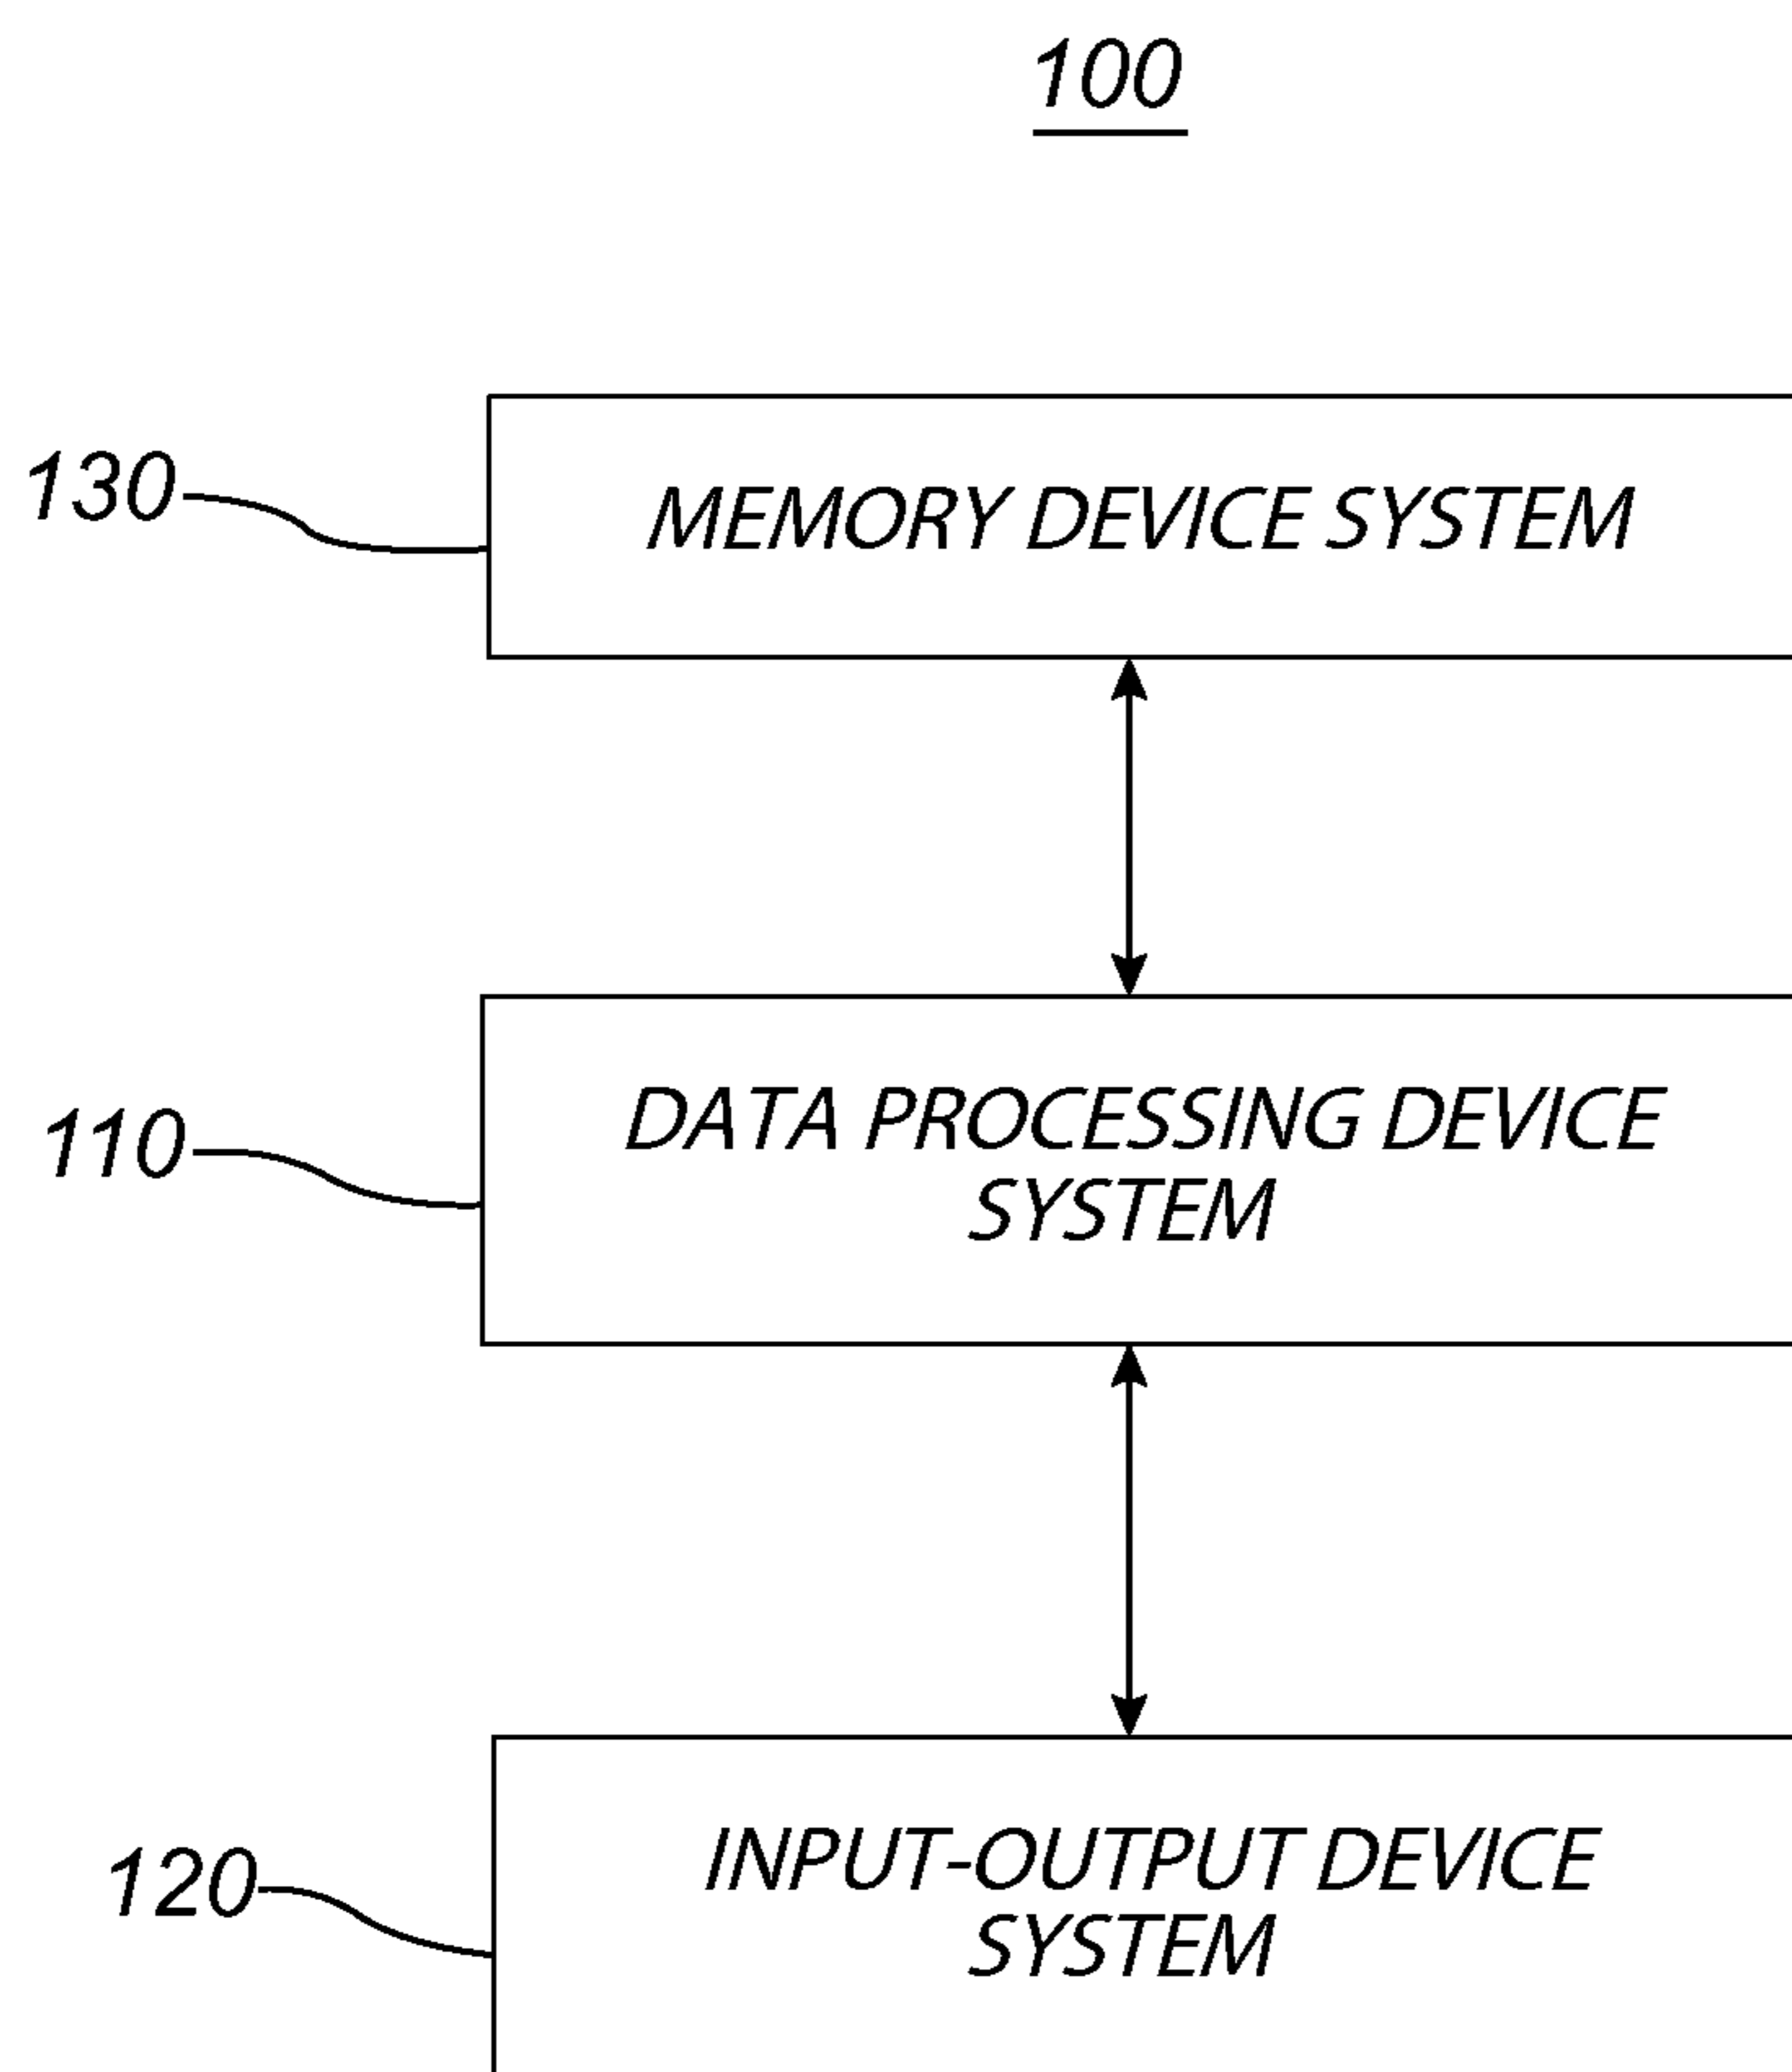 100
130
MEMORY DEVICE SYSTEM
110
DATA PROCESSING DEVICE
SYSTEM
120
INPUT-OUTPUT DEVICE
SYSTEM